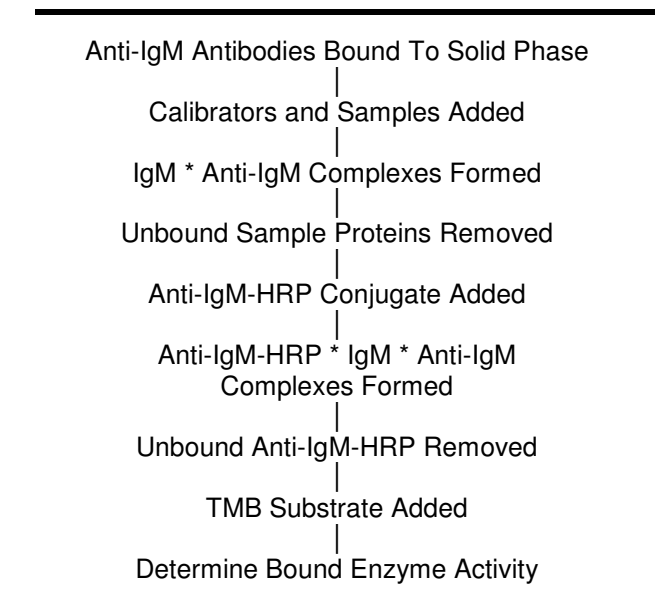 Anti-IgM Antibodies Bound To Solid Phase
Calibrators and Samples Added
IgM * Anti-IgM Complexes Formed
Unbound Sample Proteins Removed
Anti-IgM-HRP Conjugate Added
Anti-IgM-HRP * IgM * Anti-IgM
Complexes Formed
Unbound Anti-IgM-HRP Removed
TMB Substrate Added
Determine Bound Enzyme Activity